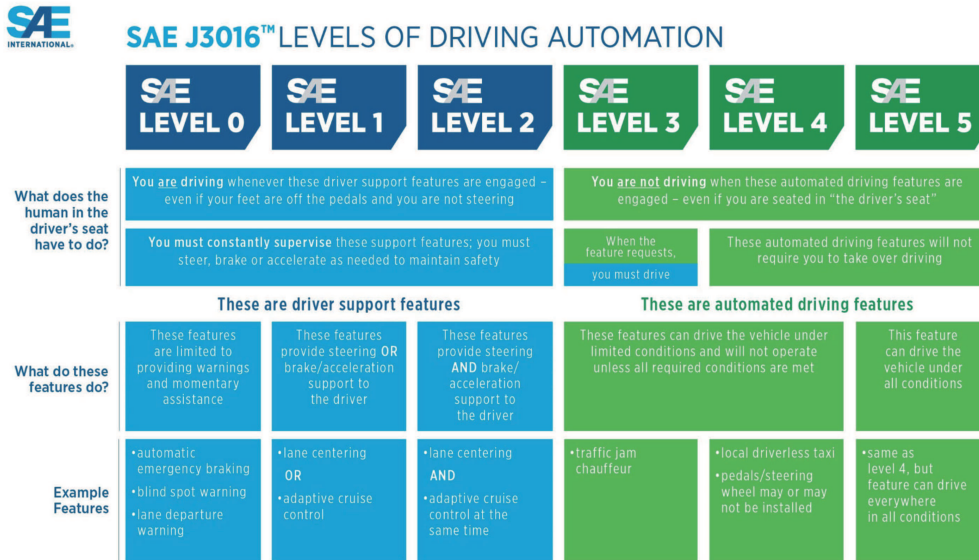 SAE
INTERNATIONAL®
SAE J3016™ LEVELS OF DRIVING AUTOMATION
SAE
LEVEL 0
SAE
LEVEL 1
SAE
LEVEL 2
SAE
LEVEL 3
SAE
LEVEL 4
SAE
LEVEL 5
What does the
human in the
driver's seat
have to do?
You are driving whenever these driver support features are engaged –
even if your feet are off the pedals and you are not steering
You are not driving when these automated driving features are
engaged – even if you are seated in "the driver's seat"
You must constantly supervise these support features; you must
steer, brake or accelerate as needed to maintain safety
When the
feature requests,
you must drive
These automated driving features will not
require you to take over driving
These are driver support features
These are automated driving features
What do these
features do?
These features
are limited to
providing warnings
and momentary
assistance
These features
provide steering OR
brake/acceleration
support to
the driver
These features
provide steering
AND brake/
acceleration
support to
the driver
These features can drive the vehicle under
limited conditions and will not operate
unless all required conditions are met
This feature
can drive the
vehicle under
all conditions
Example
Features
•automatic
emergency braking
•blind spot warning
•lane departure
warning
•lane centering
OR
•adaptive cruise
control
•lane centering
AND
•adaptive cruise
control at the
same time
•traffic jam
chauffeur
•local driverless taxi
•pedals/steering
wheel may or may
not be installed
•same as
level 4, but
feature can drive
everywhere
in all conditions